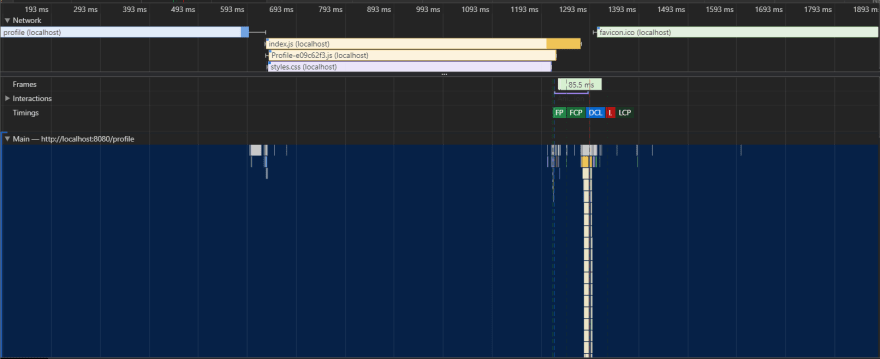 193 ms 293 ms 393 ms 493 ms 593 ms 693 ms 793 ms 893 ms 993 ms 1093 ms 1193 ms 1293 ms 1393 ms 1493 ms 1593 ms 1693 ms 1793 ms 1893 ms
Network
profile (localhost) favicon.ico (localhost)
index.js (localhost)
Profile-e09c62f3.js (localhost)
styles.css (localhost)
Frames 85.5 ms
Interactions
Timings FP FCP DCL L LCP
Main — http://localhost:8080/profile